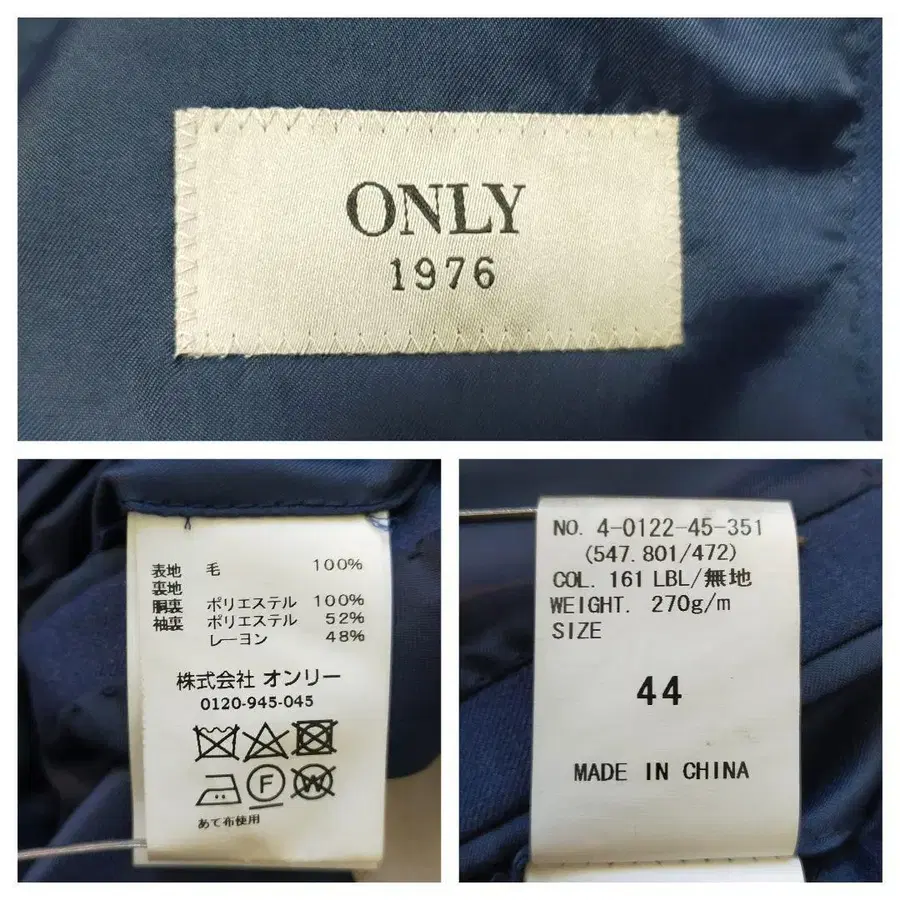 ONLY
1976
表地 毛 100%
裏地
胴裏 ポリエステル 100%
袖裏 ポリエステル 52%
レーヨン 48%
株式会社 オンリー
0120-945-045
F W
あて布使用
NO. 4-0122-45-351
(547.801/472)
COL. 161 LBL/無地
WEIGHT. 270g/m
SIZE
44
MADE IN CHINA